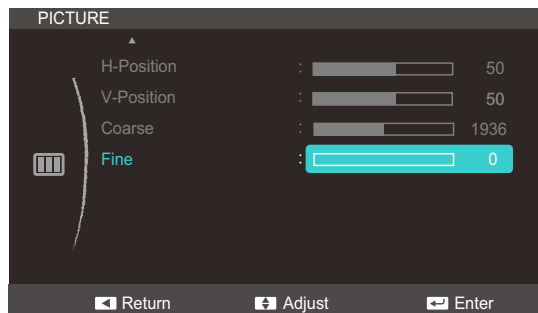 PICTURE
H-Position : 50
V-Position : 50
Coarse : 1936
Fine : 0
Return Adjust Enter